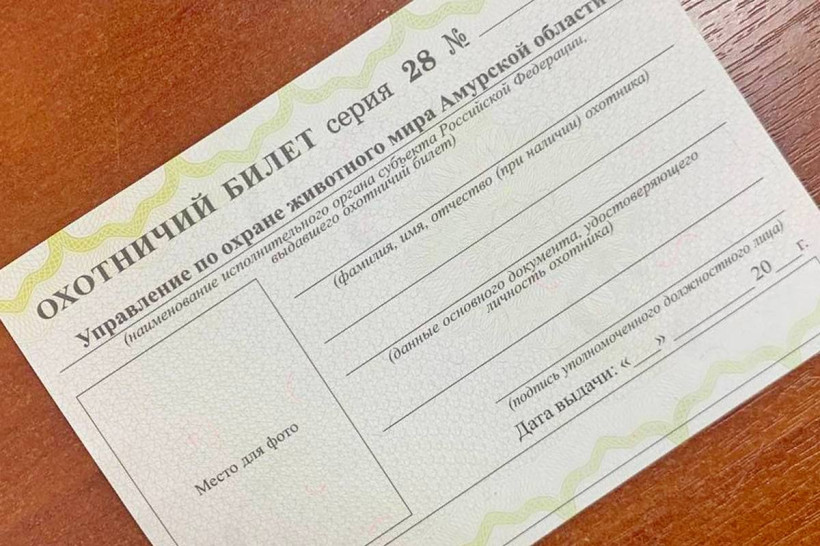 ОХОТНИЧИЙ БИЛЕТ серия 28 №
Управление по охране животного мира Амурской области
(наименование исполнительного органа субъекта Российской Федерации,
выдавшего охотничий билет)
(фамилия, имя, отчество (при наличии) охотника)
(данные основного документа, удостоверяющего
личность охотника)
(подпись уполномоченного должностного лица)
Дата выдачи: «__» ________ 20__ г.
Место для фото